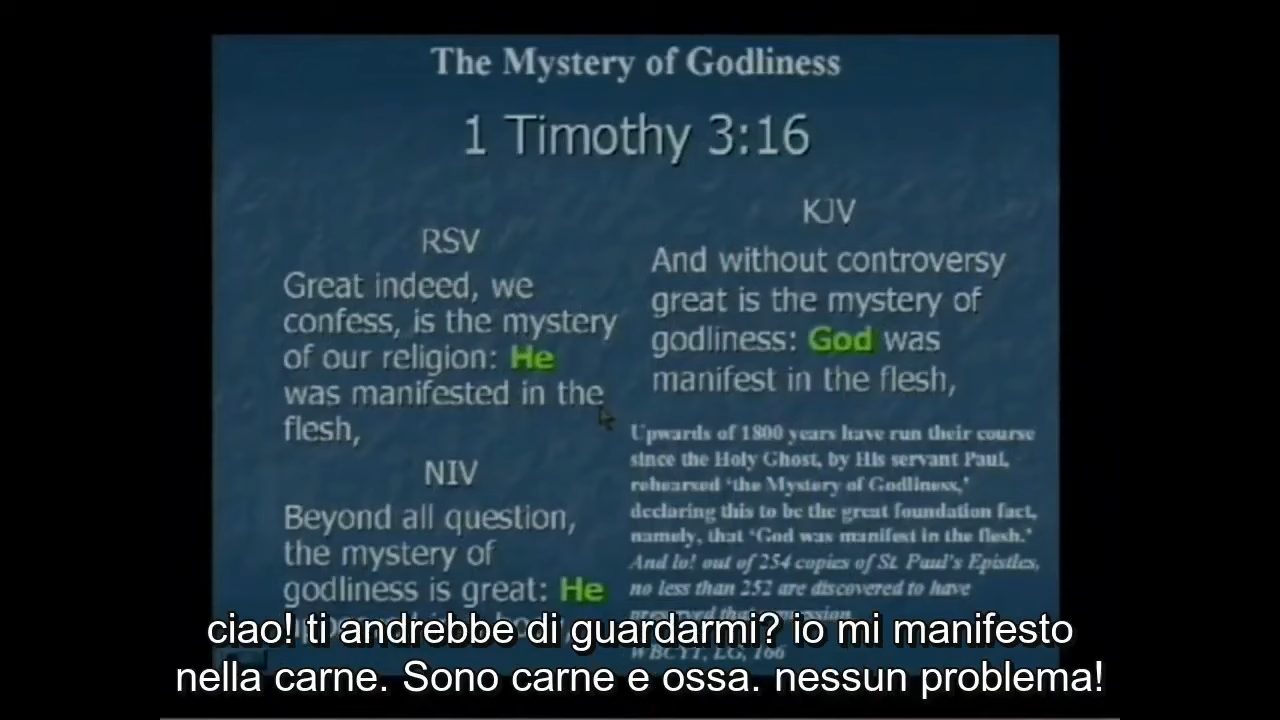 The Mystery of Godliness
1 Timothy 3:16
RSV
Great indeed, we
confess, is the mystery
of our religion: He
was manifested in the
flesh,
NIV
Beyond all question,
the mystery of
godliness is great: He
KJV
And without controversy
great is the mystery of
godliness: God was
manifest in the flesh,
Upwards of 1800 years have run their course
since the Holy Ghost, by His servant Paul,
rehearsed 'the Mystery of Godliness,'
declaring this to be the great foundation fact,
namely, that 'God was manifest in the flesh.'
And lo! out of 254 copies of St. Paul's Epistles,
no less than 252 are discovered to have
preserved that expression.
WBCYT, LG, 166
ciao! ti andrebbe di guardarmi? io mi manifesto
nella carne. Sono carne e ossa. nessun problema!